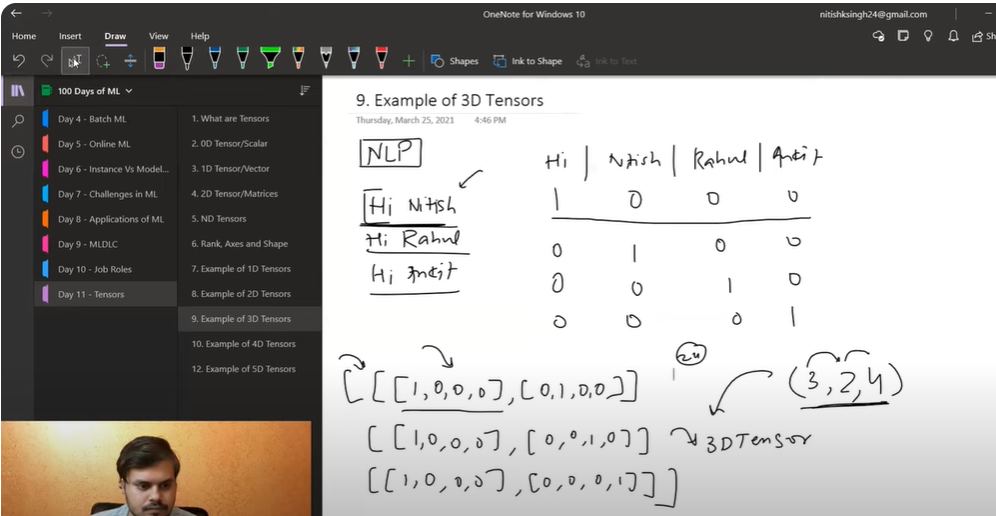 OneNote for Windows 10
nitishksingh24@gmail.com
Home Insert Draw View Help
Shapes Ink to Shape Ink to Text Sh
100 Days of ML
Day 4 - Batch ML
Day 5 - Online ML
Day 6 - Instance Vs Model...
Day 7 - Challenges in ML
Day 8 - Applications of ML
Day 9 - MLDLC
Day 10 - Job Roles
Day 11 - Tensors
1. What are Tensors
2. 0D Tensor/Scalar
3. 1D Tensor/Vector
4. 2D Tensor/Matrices
5. ND Tensors
6. Rank, Axes and Shape
7. Example of 1D Tensors
8. Example of 2D Tensors
9. Example of 3D Tensors
10. Example of 4D Tensors
12. Example of 5D Tensors
9. Example of 3D Tensors
Thursday, March 25, 2021 4:46 PM
NLP
Hi Nitish
Hi Rahul
Hi Ankit
Hi | Nitish | Rahul | Ankit
1 0 0 0
0 1 0 0
0 0 1 0
0 0 0 1
[[[1,0,0,0],[0,1,0,0]]
[[1,0,0,0],[0,0,1,0]]
[[1,0,0,0],[0,0,0,1]]]
24
(3,2,4)
3D Tensor